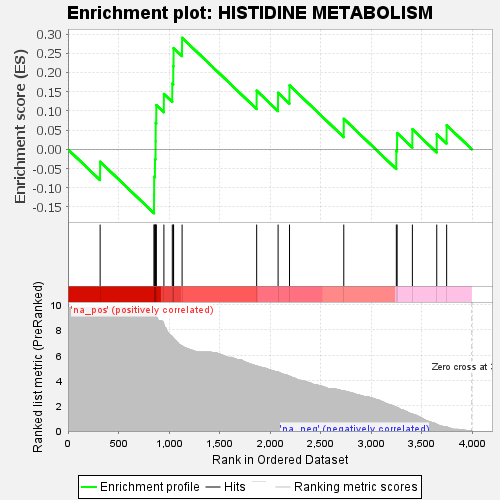 Enrichment plot: HISTIDINE METABOLISM
Enrichment score (ES)
0.30
0.25
0.20
0.15
0.10
0.05
0.00
-0.05
-0.10
-0.15
Ranked list metric (PreRanked)
10
8
6
4
2
0
'na_pos' (positively correlated)
Zero cross at
'na_neg' (negatively correlated)
0 500 1,000 1,500 2,000 2,500 3,000 3,500 4,000
Rank in Ordered Dataset
Enrichment profile Hits Ranking metric scores